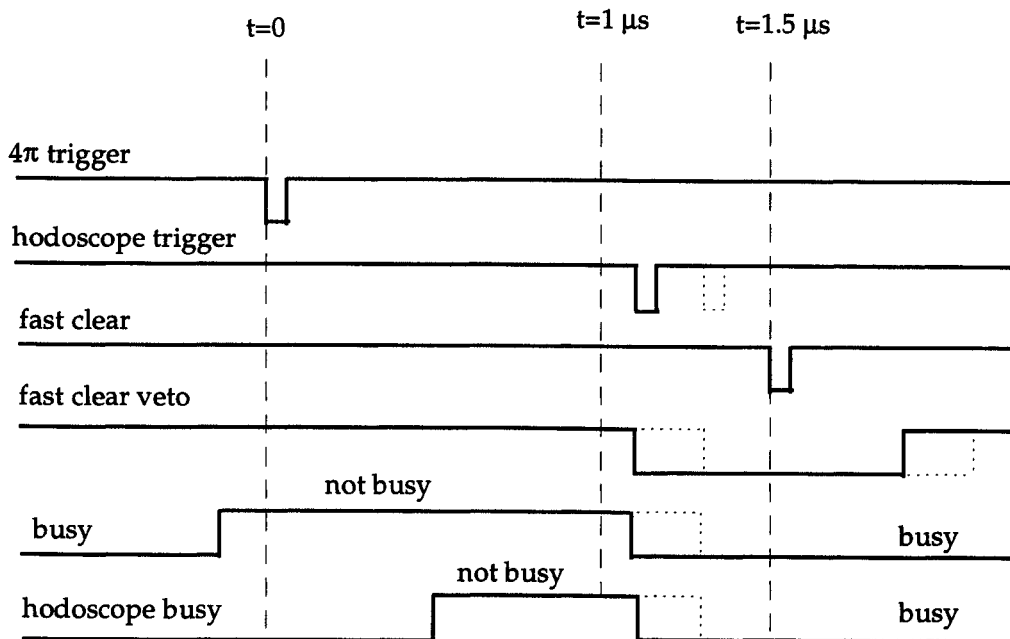 t=0
t=1 μs
t=1.5 μs
4π trigger
hodoscope trigger
fast clear
fast clear veto
not busy
busy
busy
not busy
hodoscope busy
busy